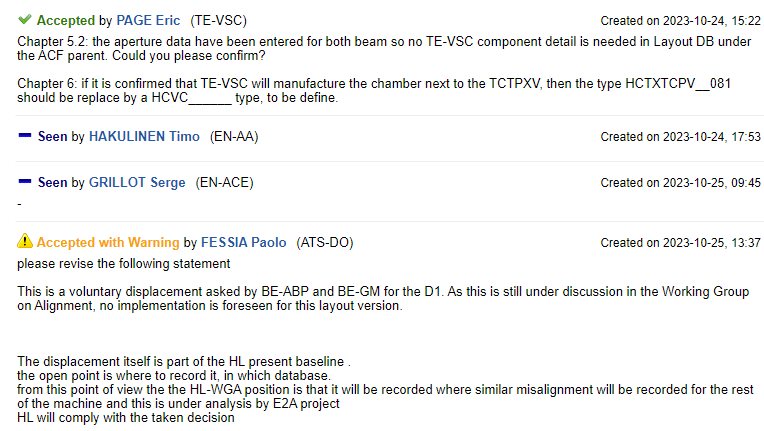 Accepted by PAGE Eric (TE-VSC) Created on 2023-10-24, 15:22
Chapter 5.2: the aperture data have been entered for both beam so no TE-VSC component detail is needed in Layout DB under
the ACF parent. Could you please confirm?
Chapter 6: if it is confirmed that TE-VSC will manufacture the chamber next to the TCTPXV, then the type HCTXTCPV__081
should be replace by a HCVC______ type, to be define.
Seen by HAKULINEN Timo (EN-AA) Created on 2023-10-24, 17:53
Seen by GRILLOT Serge (EN-ACE) Created on 2023-10-25, 09:45
-
Accepted with Warning by FESSIA Paolo (ATS-DO) Created on 2023-10-25, 13:37
please revise the following statement
This is a voluntary displacement asked by BE-ABP and BE-GM for the D1. As this is still under discussion in the Working Group
on Alignment, no implementation is foreseen for this layout version.
The displacement itself is part of the HL present baseline .
the open point is where to record it, in which database.
from this point of view the the HL-WGA position is that it will be recorded where similar misalignment will be recorded for the rest
of the machine and this is under analysis by E2A project
HL will comply with the taken decision